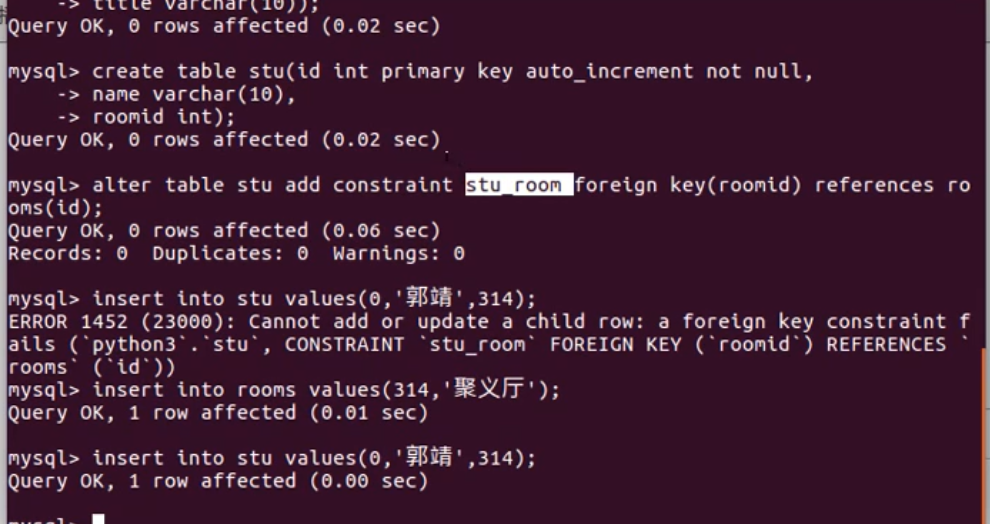 -> title varchar(10));
Query OK, 0 rows affected (0.02 sec)
mysql> create table stu(id int primary key auto_increment not null,
-> name varchar(10),
-> roomid int);
Query OK, 0 rows affected (0.02 sec)
mysql> alter table stu add constraint stu_room foreign key(roomid) references ro
oms(id);
Query OK, 0 rows affected (0.06 sec)
Records: 0  Duplicates: 0  Warnings: 0
mysql> insert into stu values(0,'郭靖',314);
ERROR 1452 (23000): Cannot add or update a child row: a foreign key constraint f
ails (`python3`.`stu`, CONSTRAINT `stu_room` FOREIGN KEY (`roomid`) REFERENCES `
rooms` (`id`))
mysql> insert into rooms values(314,'聚义厅');
Query OK, 1 row affected (0.01 sec)
mysql> insert into stu values(0,'郭靖',314);
Query OK, 1 row affected (0.00 sec)
mysql>